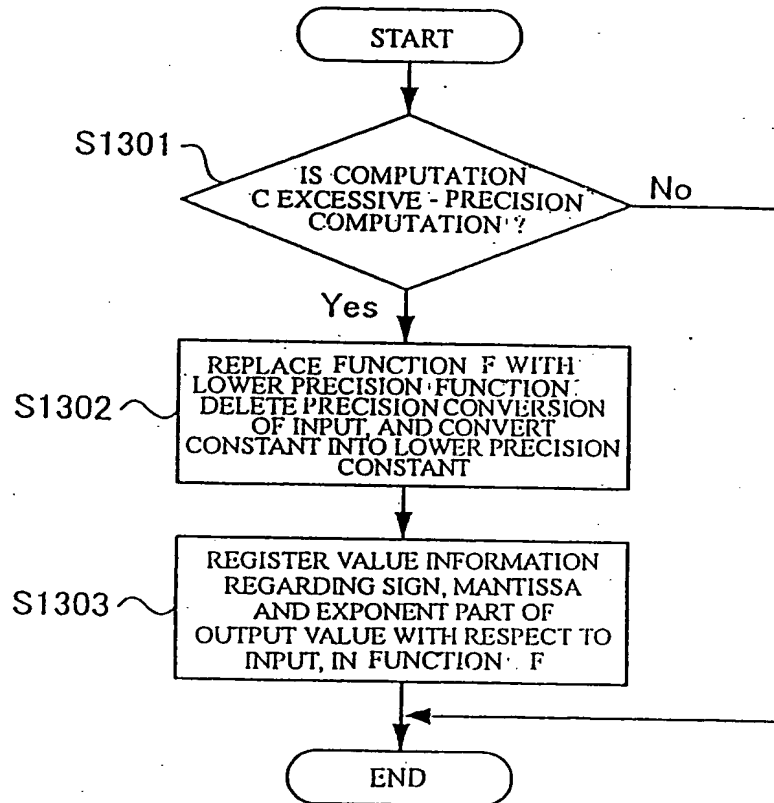 START
S1301
IS COMPUTATION
C EXCESSIVE - PRECISION
COMPUTATION ?
No
Yes
S1302
REPLACE FUNCTION F WITH
LOWER PRECISION FUNCTION
DELETE PRECISION CONVERSION
OF INPUT, AND CONVERT
CONSTANT INTO LOWER PRECISION
CONSTANT
S1303
REGISTER VALUE INFORMATION
REGARDING SIGN, MANTISSA
AND EXPONENT PART OF
OUTPUT VALUE WITH RESPECT TO
INPUT, IN FUNCTION F
END